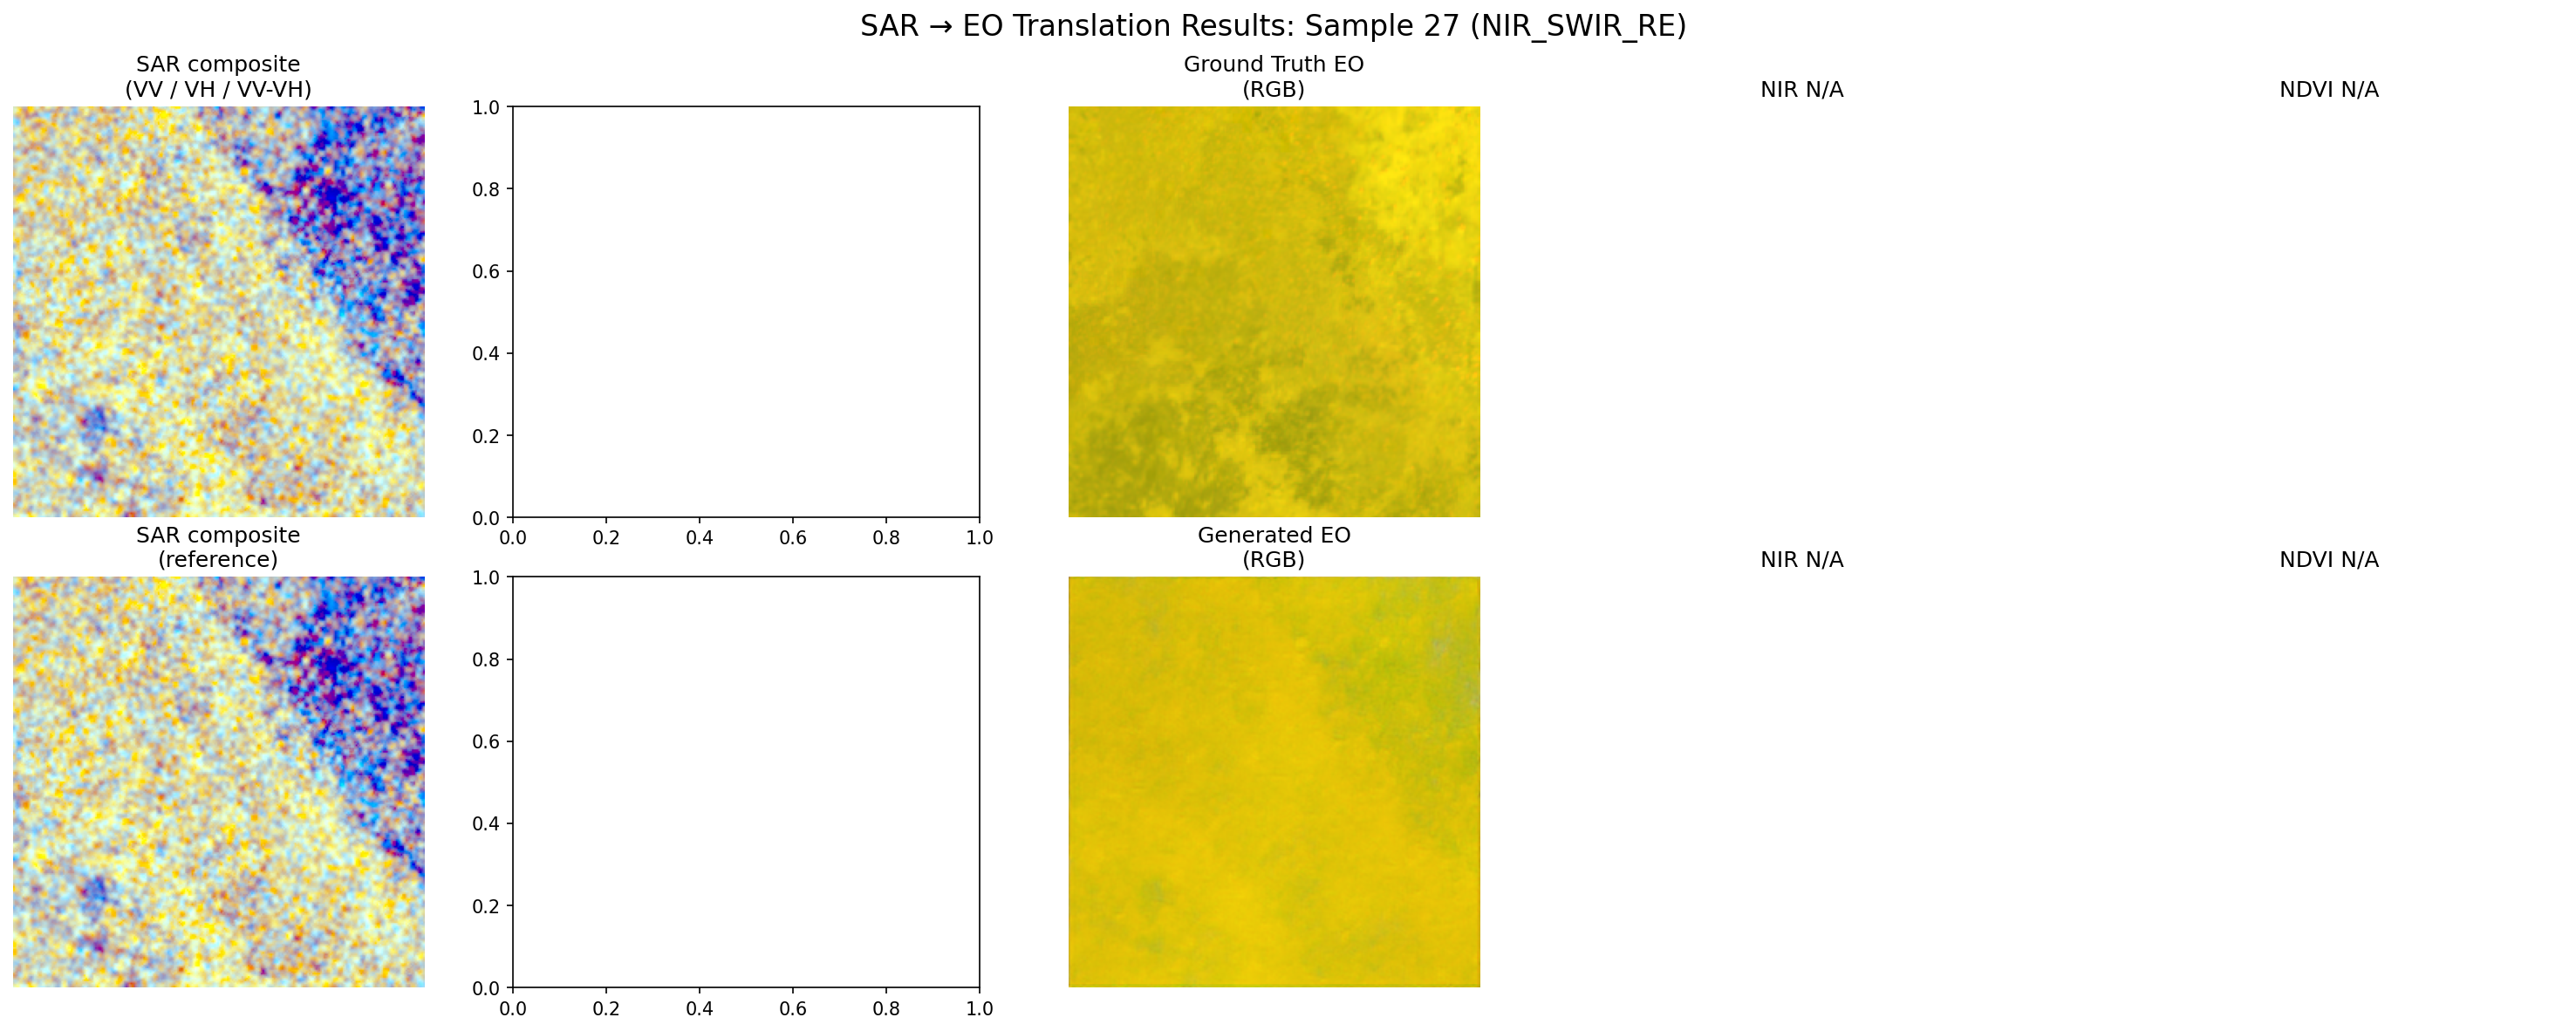 SAR → EO Translation Results: Sample 27 (NIR_SWIR_RE)
SAR composite
(VV / VH / VV-VH)
Ground Truth EO
(RGB)
NIR N/A
NDVI N/A
1.0
0.8
0.6
0.4
0.2
0.0
0.0 0.2 0.4 0.6 0.8 1.0
SAR composite
(reference)
Generated EO
(RGB)
NIR N/A
NDVI N/A
1.0
0.8
0.6
0.4
0.2
0.0
0.0 0.2 0.4 0.6 0.8 1.0